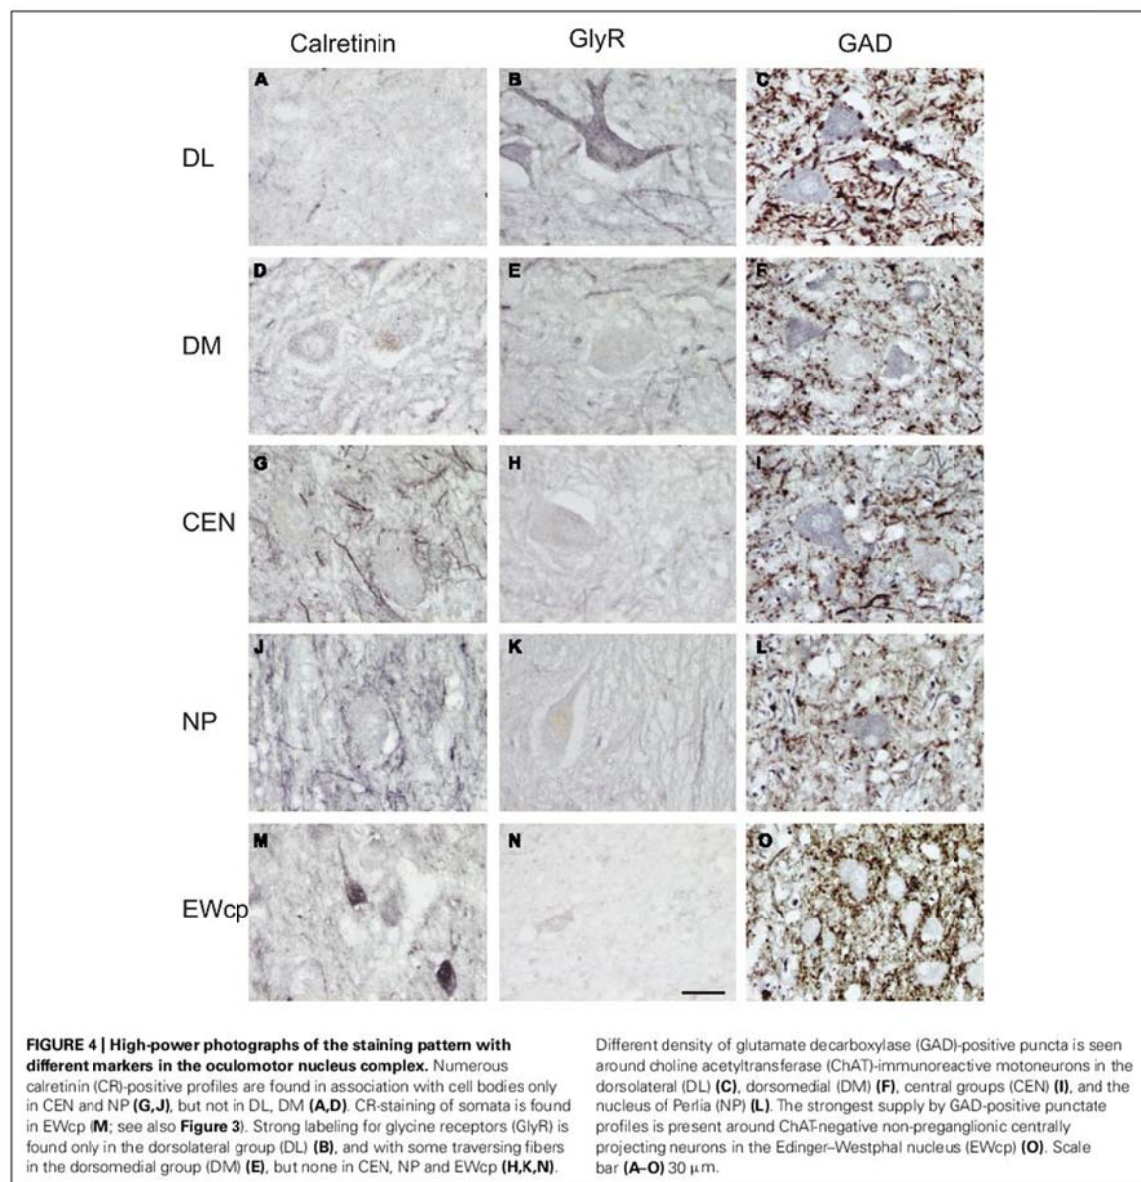 Calretinin GlyR GAD
A B C
DL
D E F
DM
G H I
CEN
J K L
NP
M N O
EWcp
FIGURE 4 | High-power photographs of the staining pattern with
different markers in the oculomotor nucleus complex. Numerous
calretinin (CR)-positive profiles are found in association with cell bodies only
in CEN and NP (G,J), but not in DL, DM (A,D). CR-staining of somata is found
in EWcp (M; see also Figure 3). Strong labeling for glycine receptors (GlyR) is
found only in the dorsolateral group (DL) (B), and with some traversing fibers
in the dorsomedial group (DM) (E), but none in CEN, NP and EWcp (H,K,N).
Different density of glutamate decarboxylase (GAD)-positive puncta is seen
around choline acetyltransferase (ChAT)-immunoreactive motoneurons in the
dorsolateral (DL) (C), dorsomedial (DM) (F), central groups (CEN) (I), and the
nucleus of Perlia (NP) (L). The strongest supply by GAD-positive punctate
profiles is present around ChAT-negative non-preganglionic centrally
projecting neurons in the Edinger–Westphal nucleus (EWcp) (O). Scale
bar (A–O) 30 μm.